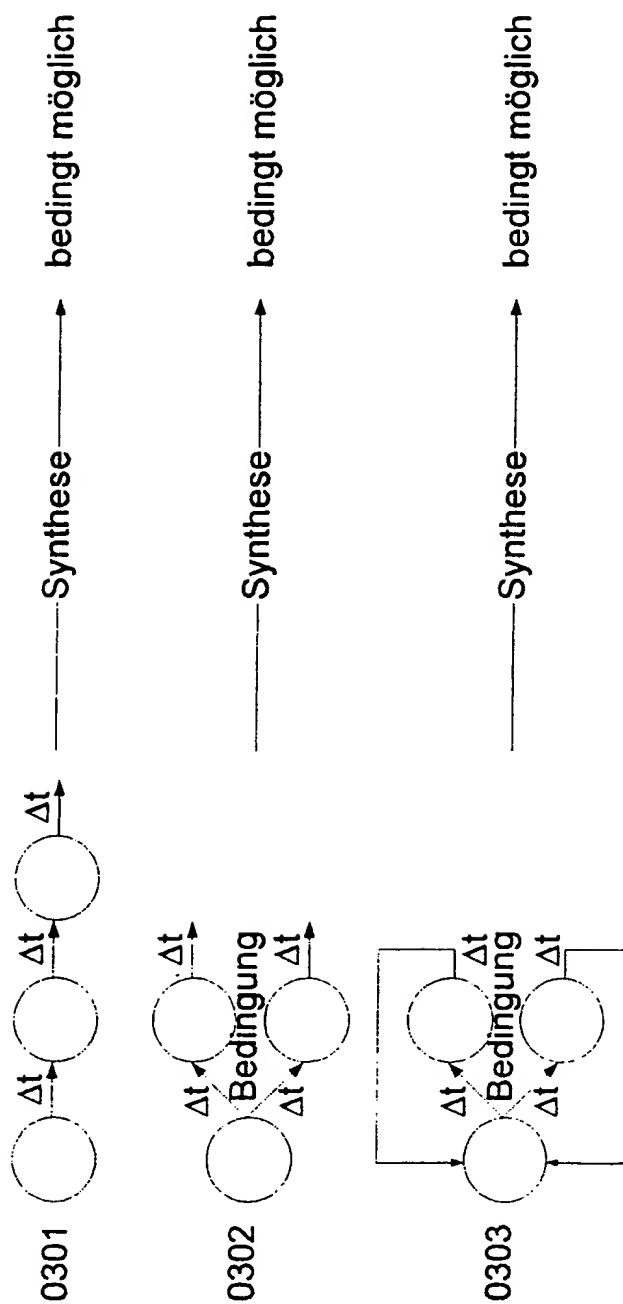 0301 Δt Δt Δt Synthese bedingt möglich
0302 Δt Δt Bedingung Δt Δt Synthese bedingt möglich
0303 Δt Δt Bedingung Δt Δt Synthese bedingt möglich